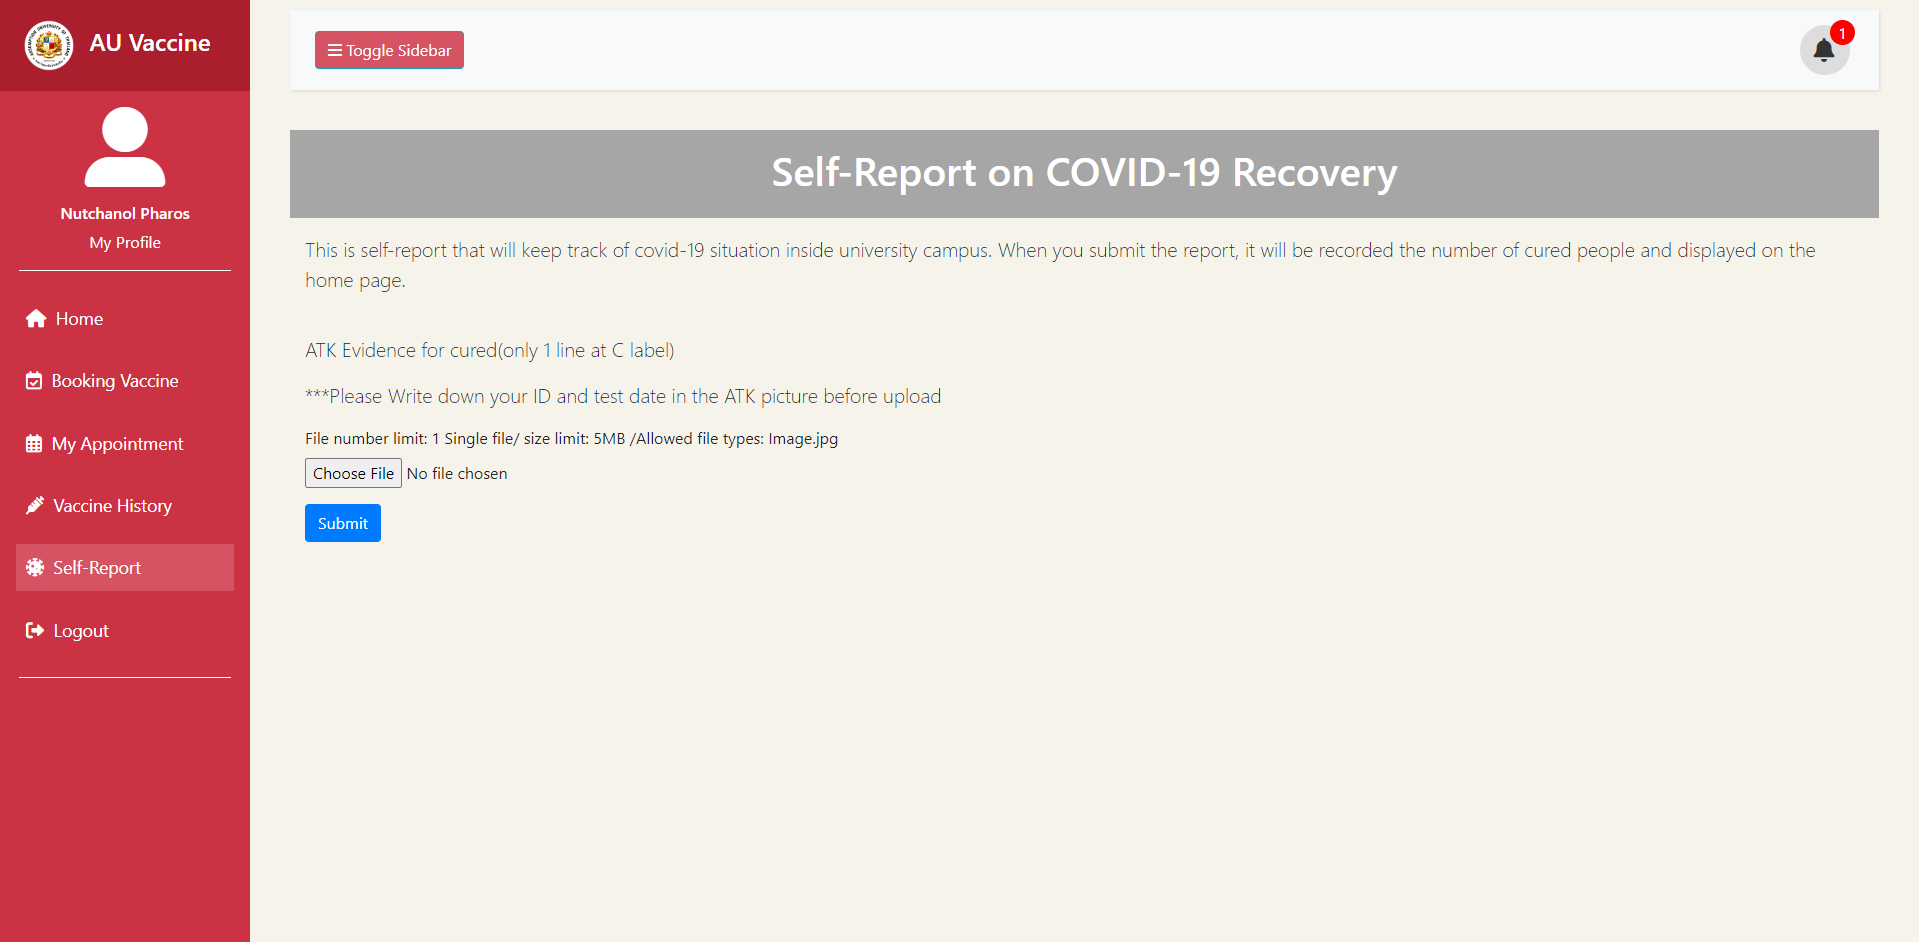 AU Vaccine
Nutchanol Pharos
My Profile
Home
Booking Vaccine
My Appointment
Vaccine History
Self-Report
Logout
Toggle Sidebar
1
Self-Report on COVID-19 Recovery
This is self-report that will keep track of covid-19 situation inside university campus. When you submit the report, it will be recorded the number of cured people and displayed on the
home page.
ATK Evidence for cured(only 1 line at C label)
***Please Write down your ID and test date in the ATK picture before upload
File number limit: 1 Single file/ size limit: 5MB /Allowed file types: Image.jpg
Choose File No file chosen
Submit